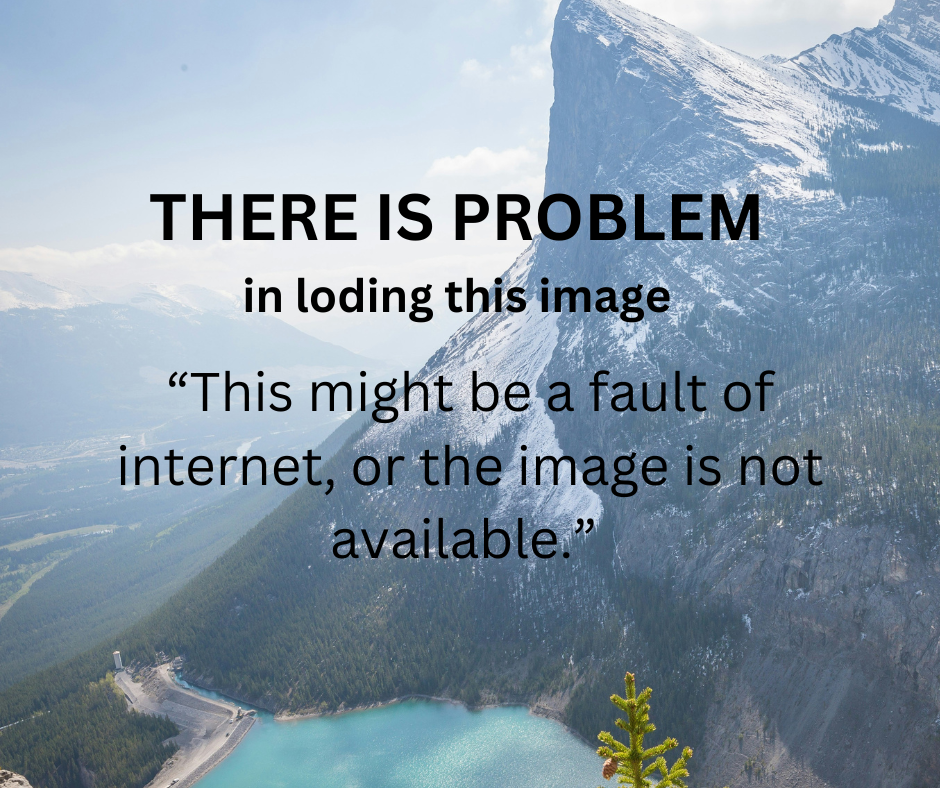 THERE IS PROBLEM
in loding this image
“This might be a fault of
internet, or the image is not
available.”